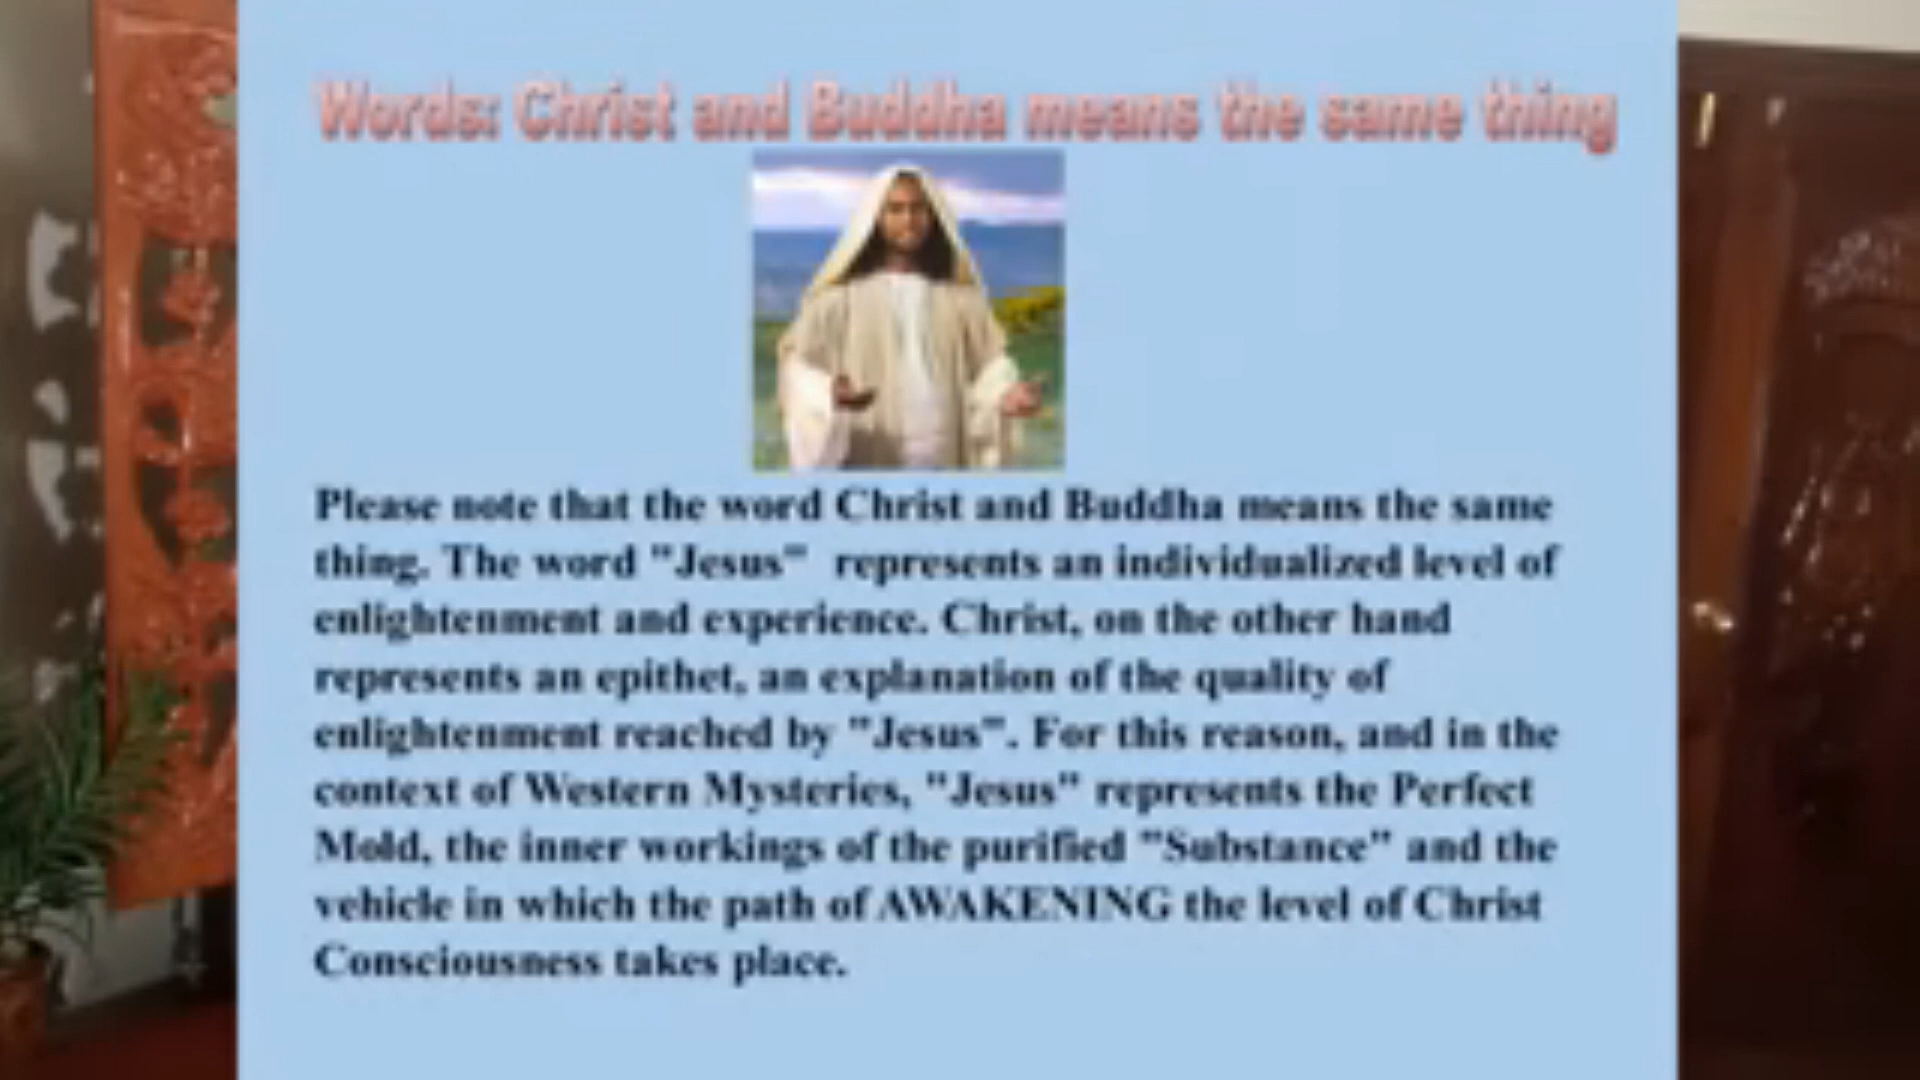 Words: Christ and Buddha means the same thing
Please note that the word Christ and Buddha means the same
thing. The word "Jesus" represents an individualized level of
enlightenment and experience. Christ, on the other hand
represents an epithet, an explanation of the quality of
enlightenment reached by "Jesus". For this reason, and in the
context of Western Mysteries, "Jesus" represents the Perfect
Mold, the inner workings of the purified "Substance" and the
vehicle in which the path of AWAKENING the level of Christ
Consciousness takes place.